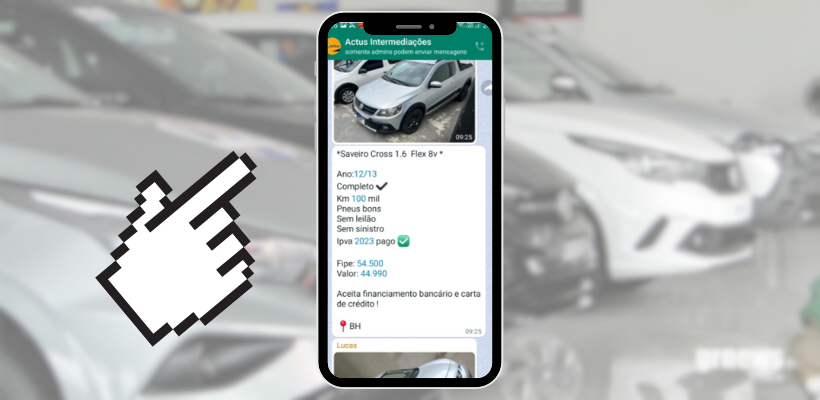 Actus Intermediações
somente admins podem enviar mensagens
09:25
*Saveiro Cross 1.6 Flex 8v *
Ano:12/13
Completo ✔
Km 100 mil
Pneus bons
Sem leilão
Sem sinistro
Ipva 2023 pago ✅
Fipe: 54.500
Valor: 44.990
Aceita financiamento bancário e carta
de crédito !
📍BH
09:25
Lucas